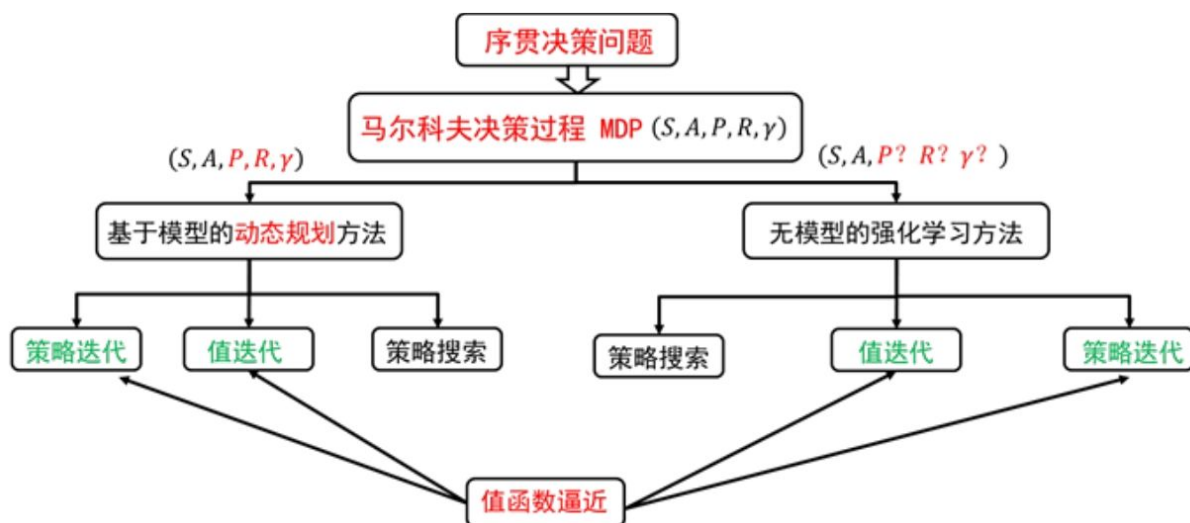 序贯决策问题
马尔科夫决策过程 MDP (S, A, P, R, γ)
(S, A, P, R, γ)
(S, A, P? R? γ? )
基于模型的动态规划方法
无模型的强化学习方法
策略迭代
值迭代
策略搜索
策略搜索
值迭代
策略迭代
值函数逼近